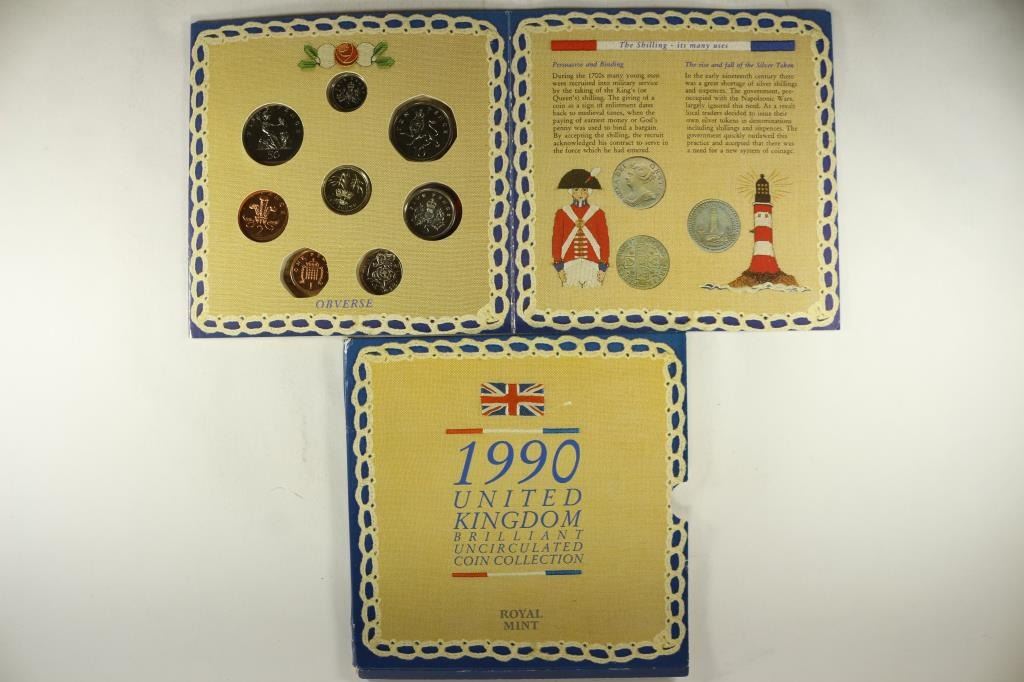 OBVERSE
The Shilling - its many uses
Persuasive and Binding
During the 1700s many young men
were recruited into military service
by the taking of the King's (or
Queen's) shilling. The giving of a
coin as a sign of enlistment dates
back to medieval times, when the
paying of earnest money or God's
penny was used to bind a bargain.
By accepting the shilling, the recruit
acknowledged his contract to serve in
the force which he had entered.
The rise and fall of the Silver Token
In the early nineteenth century there
was a great shortage of silver shillings
and sixpences. The government, pre-
occupied with the Napoleonic Wars,
largely ignored this need. As a result
local traders decided to issue their
own silver tokens in denominations
including shillings and sixpences. The
government quickly outlawed this
practice and accepted that there was
a need for a new system of coinage.
50
1990
UNITED
KINGDOM
BRILLIANT
UNCIRCULATED
COIN COLLECTION
ROYAL
MINT